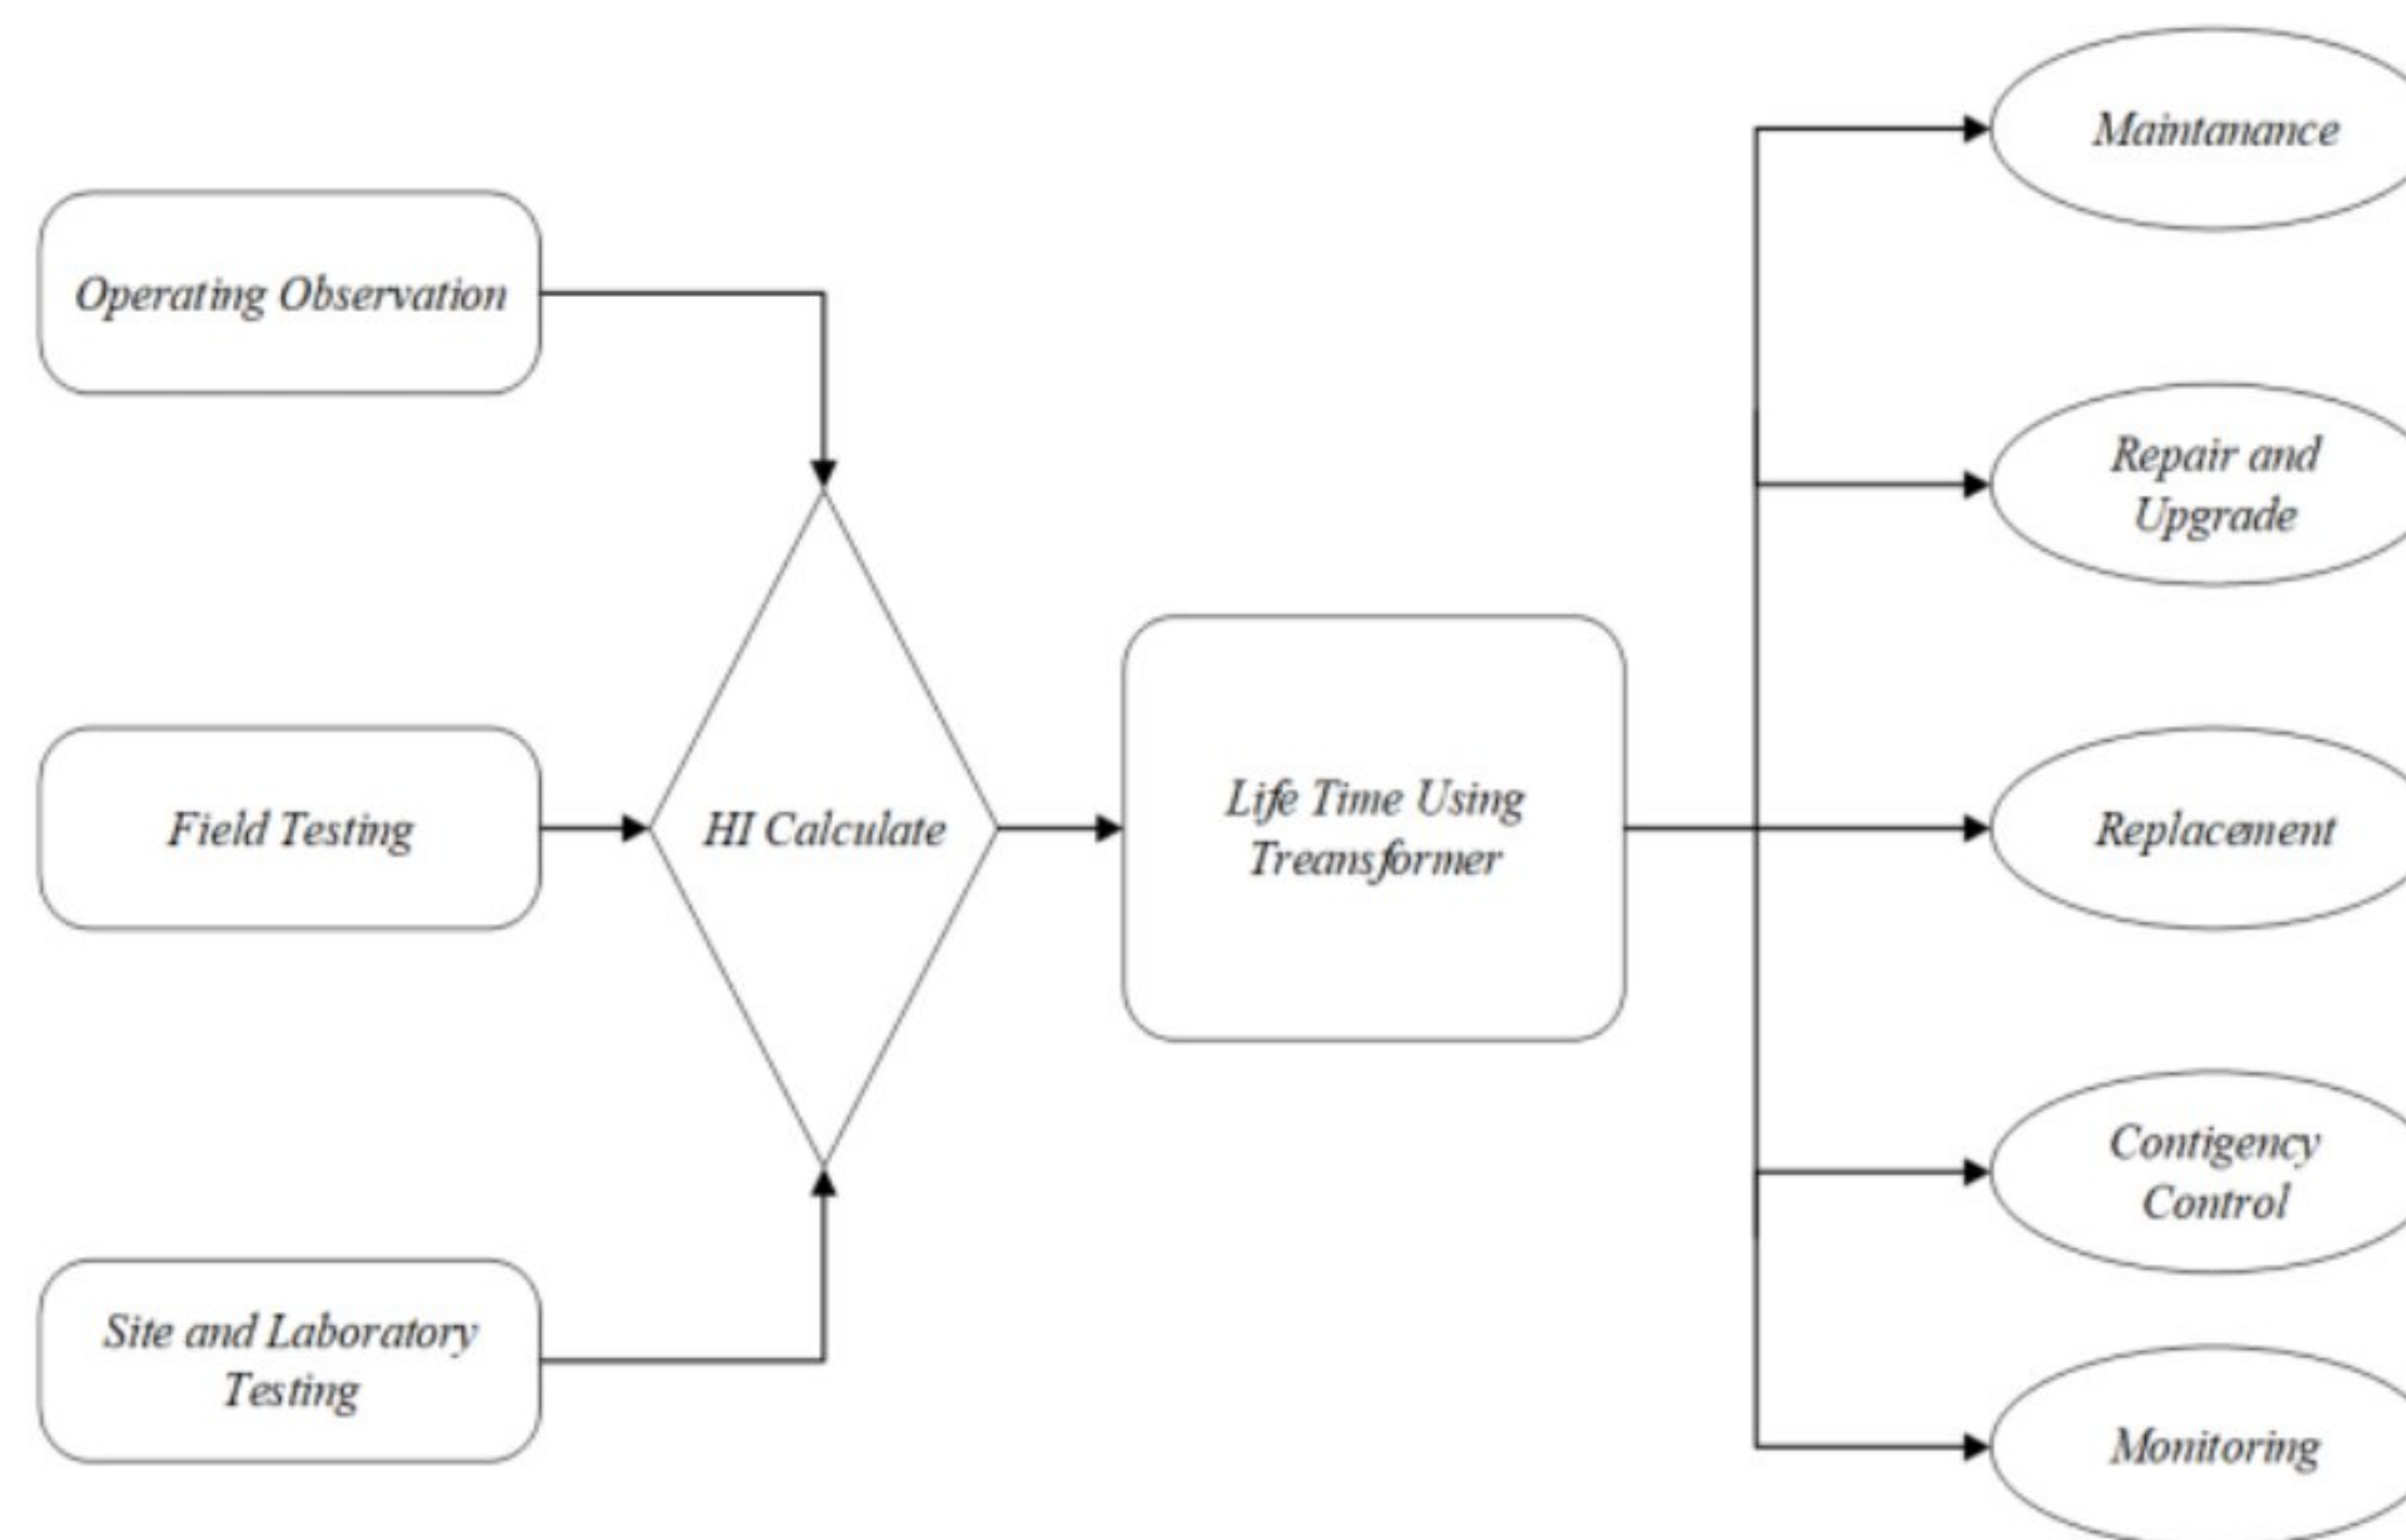 Operating Observation
Field Testing
Site and Laboratory
Testing
HI Calculate
Life Time Using
Treansformer
Maintanance
Repair and
Upgrade
Replacement
Contigency
Control
Monitoring